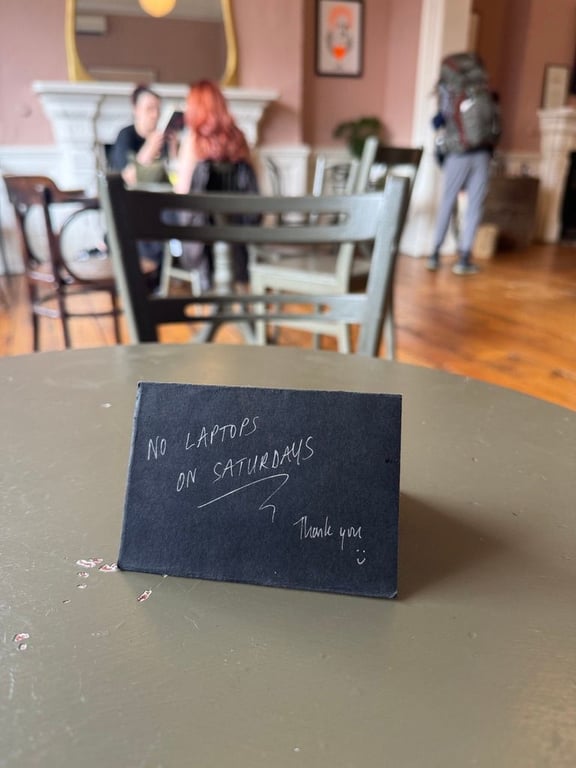 NO LAPTOPS
ON SATURDAYS
Thank you
:)